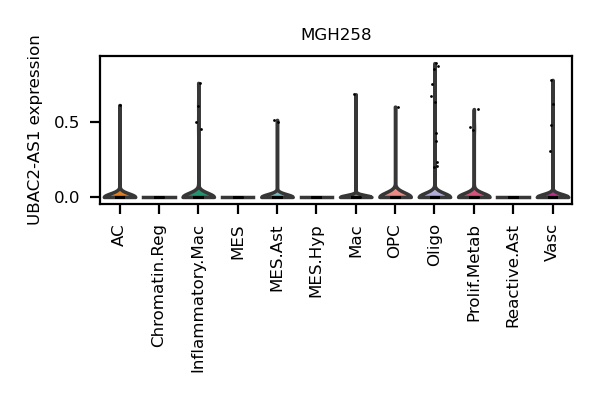 MGH258
UBAC2-AS1 expression
0.5
0.0
AC
Chromatin.Reg
Inflammatory.Mac
MES
MES.Ast
MES.Hyp
Mac
OPC
Oligo
Prolif.Metab
Reactive.Ast
Vasc